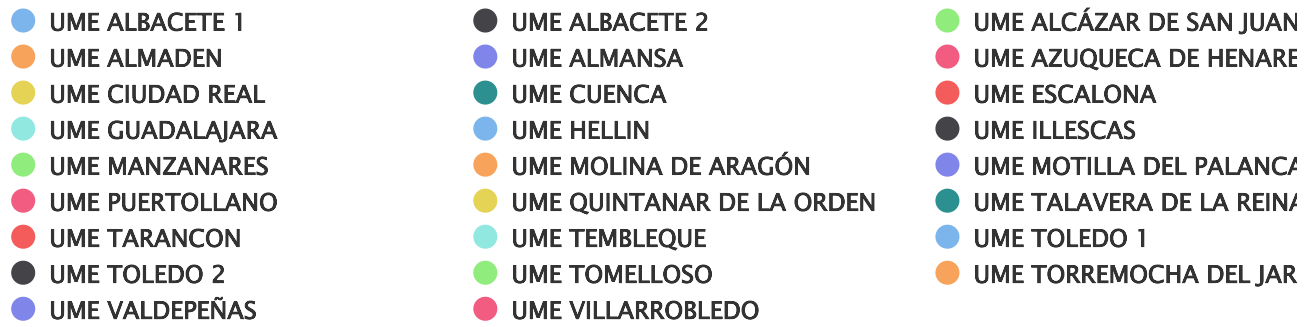 UME ALBACETE 1
UME ALBACETE 2
UME ALCÁZAR DE SAN JUAN
UME ALMADEN
UME ALMANSA
UME AZUQUECA DE HENARE
UME CIUDAD REAL
UME CUENCA
UME ESCALONA
UME GUADALAJARA
UME HELLIN
UME ILLESCAS
UME MANZANARES
UME MOLINA DE ARAGÓN
UME MOTILLA DEL PALANCA
UME PUERTOLLANO
UME QUINTANAR DE LA ORDEN
UME TALAVERA DE LA REINA
UME TARANCON
UME TEMBLEQUE
UME TOLEDO 1
UME TOLEDO 2
UME TOMELLOSO
UME TORREMOCHA DEL JAR
UME VALDEPEÑAS
UME VILLARROBLEDO